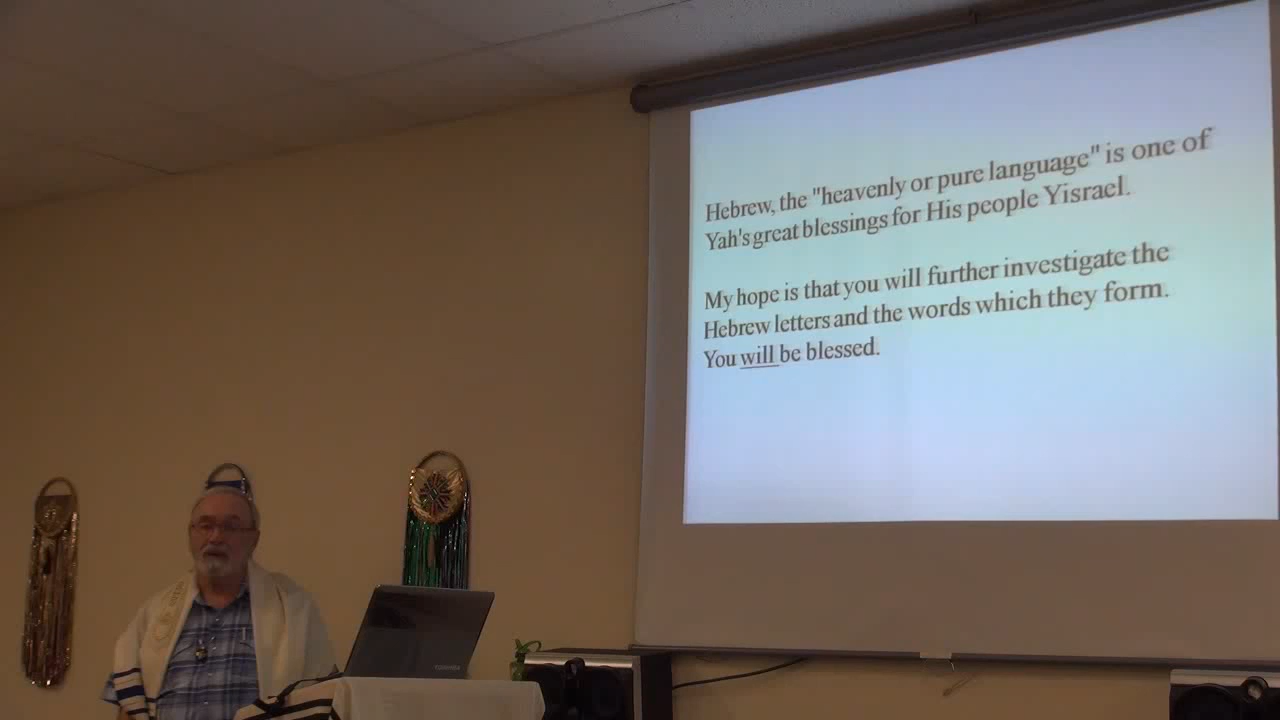 Hebrew, the "heavenly or pure language" is one of
Yah's great blessings for His people Yisrael.
My hope is that you will further investigate the
Hebrew letters and the words which they form.
You will be blessed.
TOSHIBA